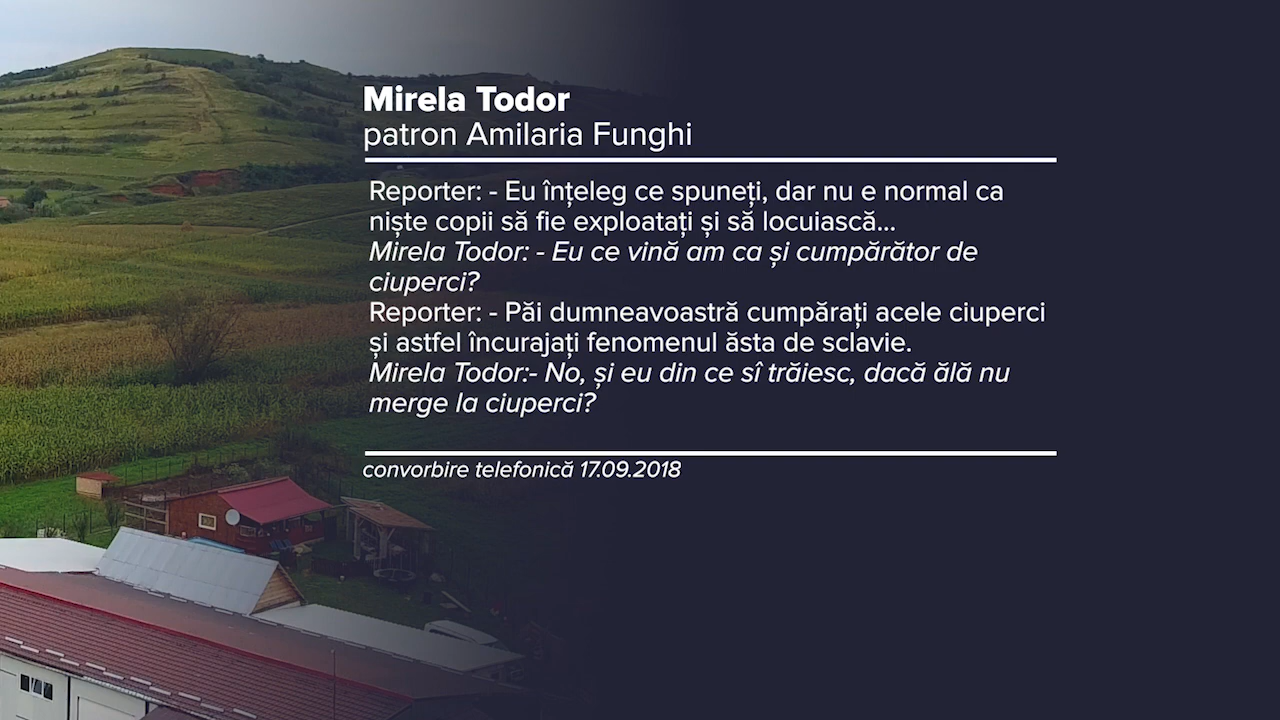 Mirela Todor
patron Amilaria Funghi
Reporter: - Eu înțeleg ce spuneți, dar nu e normal ca
niște copii să fie exploatați și să locuiască...
Mirela Todor: - Eu ce vină am ca și cumpărător de
ciuperci?
Reporter: - Păi dumneavoastră cumpărați acele ciuperci
și astfel încurajați fenomenul ăsta de sclavie.
Mirela Todor:- No, și eu din ce sî trăiesc, dacă ălă nu
merge la ciuperci?
convorbire telefonică 17.09.2018